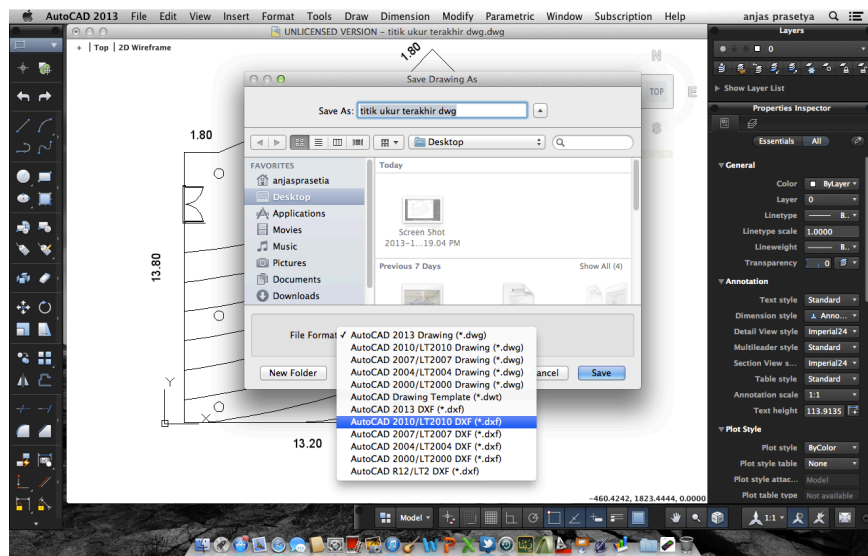 AutoCAD 2013 File Edit View Insert Format Tools Draw Dimension Modify Parametric Window Subscription Help anjas prasetya
UNLICENSED VERSION – titik ukur terakhir dwg.dwg
+ | Top | 2D Wireframe
1.80
N
TOP
E
S
1.80
13.80
13.20
Y
X
Save Drawing As
Save As: titik ukur terakhir dwg
Desktop
FAVORITES
anjasprasetia
Desktop
Applications
Movies
Music
Pictures
Documents
Downloads
Today
Screen Shot
2013-1...19.04 PM
Previous 7 Days Show All (4)
File Format
✓ AutoCAD 2013 Drawing (*.dwg)
AutoCAD 2010/LT2010 Drawing (*.dwg)
AutoCAD 2007/LT2007 Drawing (*.dwg)
AutoCAD 2004/LT2004 Drawing (*.dwg)
AutoCAD 2000/LT2000 Drawing (*.dwg)
AutoCAD Drawing Template (*.dwt)
AutoCAD 2013 DXF (*.dxf)
AutoCAD 2010/LT2010 DXF (*.dxf)
AutoCAD 2007/LT2007 DXF (*.dxf)
AutoCAD 2004/LT2004 DXF (*.dxf)
AutoCAD 2000/LT2000 DXF (*.dxf)
AutoCAD R12/LT2 DXF (*.dxf)
New Folder ancel Save
-460.4242, 1823.4444, 0.0000
Model
1:1
Layers
0
Show Layer List
Properties Inspector
Essentials All
General
Color ByLayer
Layer 0
Linetype B..
Linetype scale 1.0000
Lineweight B..
Transparency 0
Annotation
Text style Standard
Dimension style Anno...
Detail View style Imperial24
Multileader style Standard
Section View s... Imperial24
Table style Standard
Annotation scale 1:1
Text height 113.9135
Plot Style
Plot style ByColor
Plot style table None
Plot style attac... Model
Plot table type Not available